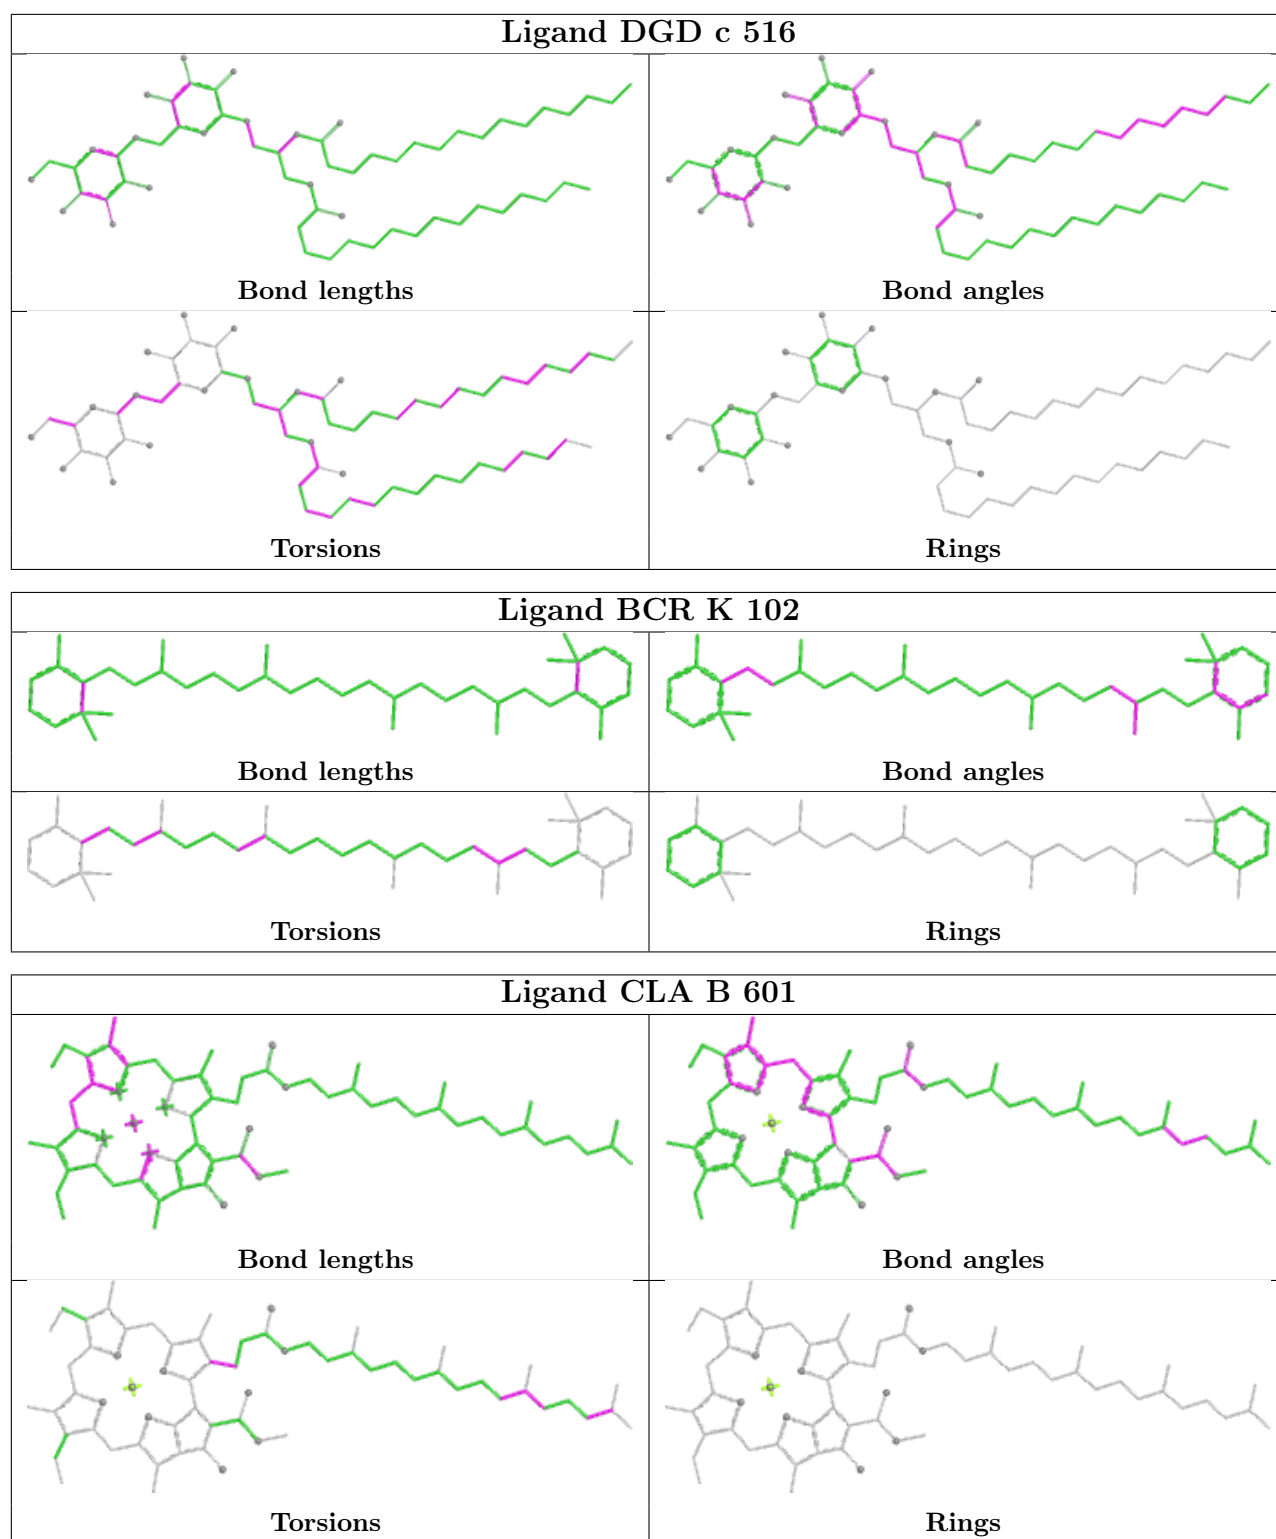 Ligand DGD c 516
Bond lengths
Bond angles
Torsions
Rings
Ligand BCR K 102
Bond lengths
Bond angles
Torsions
Rings
Ligand CLA B 601
Bond lengths
Bond angles
Torsions
Rings